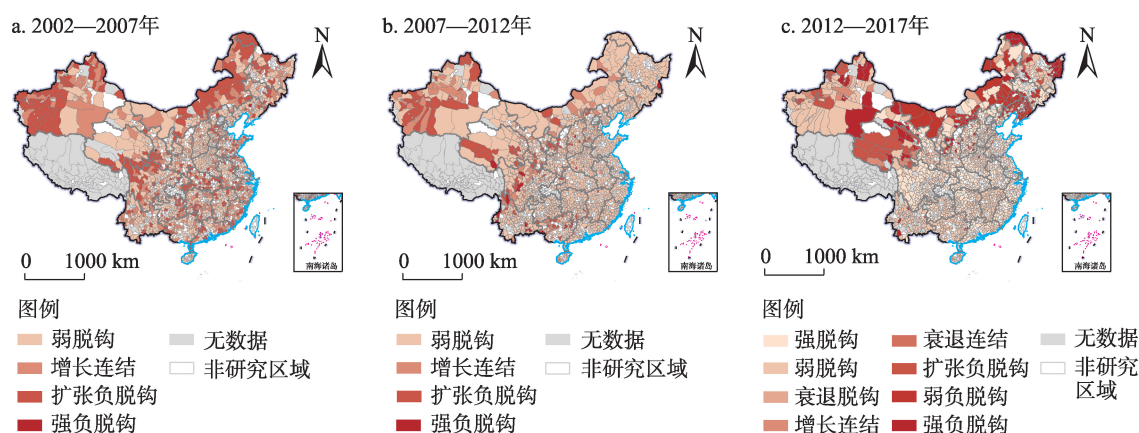 a. 2002—2007年
N
南海诸岛
0 1000 km
图例
弱脱钩
增长连结
扩张负脱钩
强负脱钩
无数据
非研究区域
b. 2007—2012年
N
南海诸岛
0 1000 km
图例
弱脱钩
增长连结
扩张负脱钩
强负脱钩
无数据
非研究区域
c. 2012—2017年
N
南海诸岛
0 1000 km
图例
强脱钩
弱脱钩
衰退脱钩
增长连结
衰退连结
扩张负脱钩
弱负脱钩
强负脱钩
无数据
非研究
区域